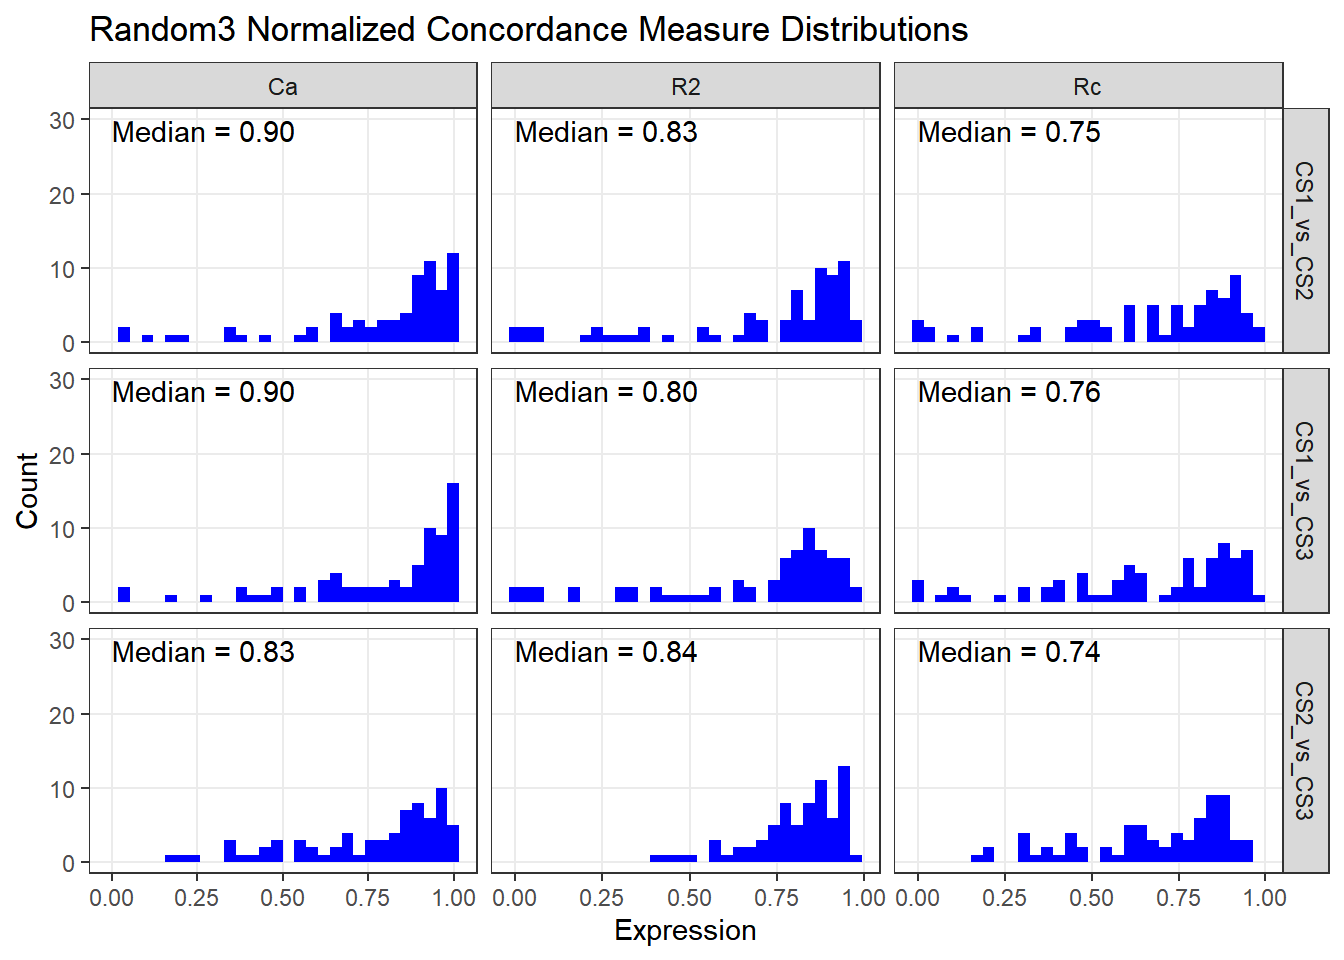 Random3 Normalized Concordance Measure Distributions
Ca
R2
Rc
30
20
10
0
Median = 0.90
Median = 0.83
Median = 0.75
CS1_vs_CS2
30
20
10
0
Median = 0.90
Median = 0.80
Median = 0.76
CS1_vs_CS3
Count
30
20
10
0
Median = 0.83
Median = 0.84
Median = 0.74
CS2_vs_CS3
0.00 0.25 0.50 0.75 1.00
0.00 0.25 0.50 0.75 1.00
0.00 0.25 0.50 0.75 1.00
Expression